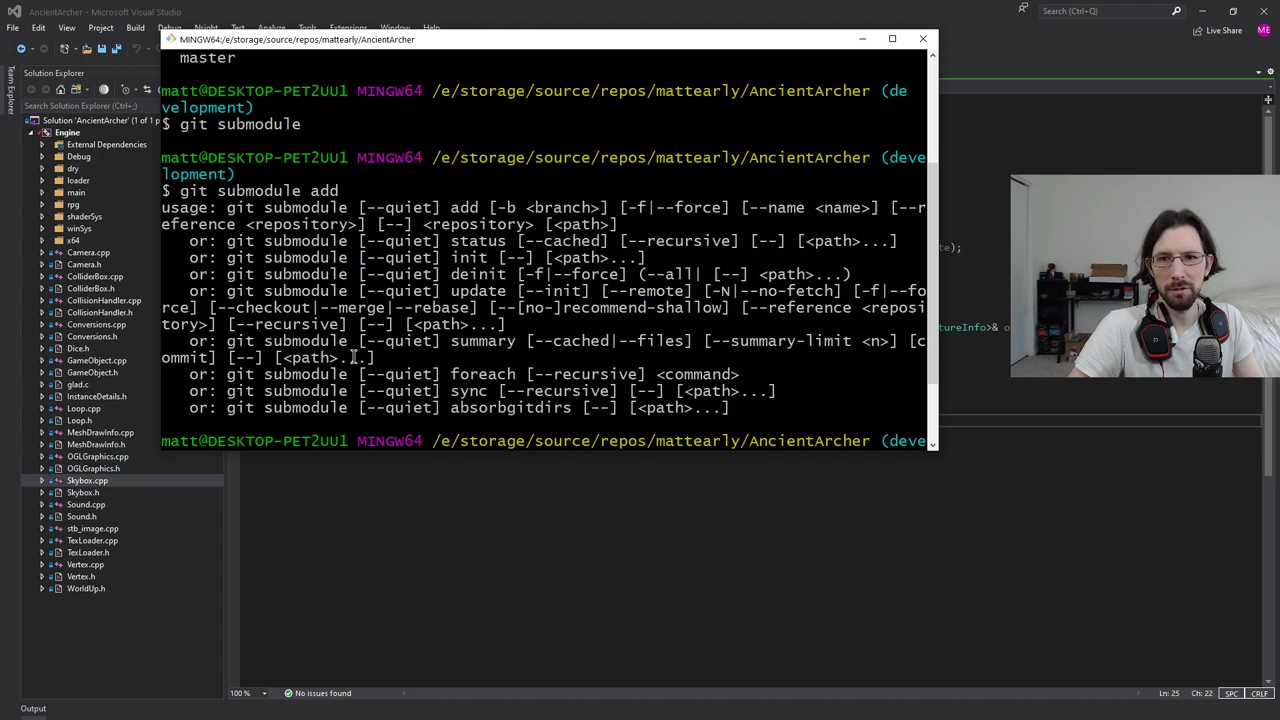 AncientArcher - Microsoft Visual Studio
File Edit View Project Build Debug
Extensions
Search (Ctrl+;)
Live Share
ME
Team Explorer
Solution Explorer
Search Solution Explorer (Ctrl+;)
Solution 'AncientArcher' (1 of 1 p
Engine
External Dependencies
Debug
dry
loader
main
rpg
shaderSys
winSys
x64
Camera.cpp
Camera.h
ColliderBox.cpp
ColliderBox.h
CollisionHandler.cpp
CollisionHandler.h
Conversions.cpp
Conversions.h
Dice.h
GameObject.cpp
GameObject.h
glad.c
InstanceDetails.h
Loop.cpp
Loop.h
MeshDrawInfo.cpp
MeshDrawInfo.h
OGLGraphics.cpp
OGLGraphics.h
Skybox.cpp
Skybox.h
Sound.cpp
Sound.h
stb_image.cpp
TexLoader.cpp
TexLoader.h
Vertex.cpp
Vertex.h
WorldUp.h
MINGW64:/e/storage/source/repos/mattearly/AncientArcher
master
matt@DESKTOP-PET2UU1 MINGW64 /e/storage/source/repos/mattearly/AncientArcher (de
velopment)
$ git submodule
matt@DESKTOP-PET2UU1 MINGW64 /e/storage/source/repos/mattearly/AncientArcher (deve
lopment)
$ git submodule add
usage: git submodule [--quiet] add [-b <branch>] [-f|--force] [--name <name>] [--r
eference <repository>] [--] <repository> [<path>]
or: git submodule [--quiet] status [--cached] [--recursive] [--] [<path>...]
or: git submodule [--quiet] init [--] [<path>...]
or: git submodule [--quiet] deinit [-f|--force] (--all| [--] <path>...)
or: git submodule [--quiet] update [--init] [--remote] [-N|--no-fetch] [-f|--fo
rce] [--checkout|--merge|--rebase] [--[no-]recommend-shallow] [--reference <reposi
tory>] [--recursive] [--] [<path>...]
or: git submodule [--quiet] summary [--cached|--files] [--summary-limit <n>] [c
ommit] [--] [<path>...]
or: git submodule [--quiet] foreach [--recursive] <command>
or: git submodule [--quiet] sync [--recursive] [--] [<path>...]
or: git submodule [--quiet] absorbgitdirs [--] [<path>...]
matt@DESKTOP-PET2UU1 MINGW64 /e/storage/source/repos/mattearly/AncientArcher (deve
te);
tureInfo>& o
100 %
No issues found
Ln: 25 Ch: 22 SPC CRLF
Output